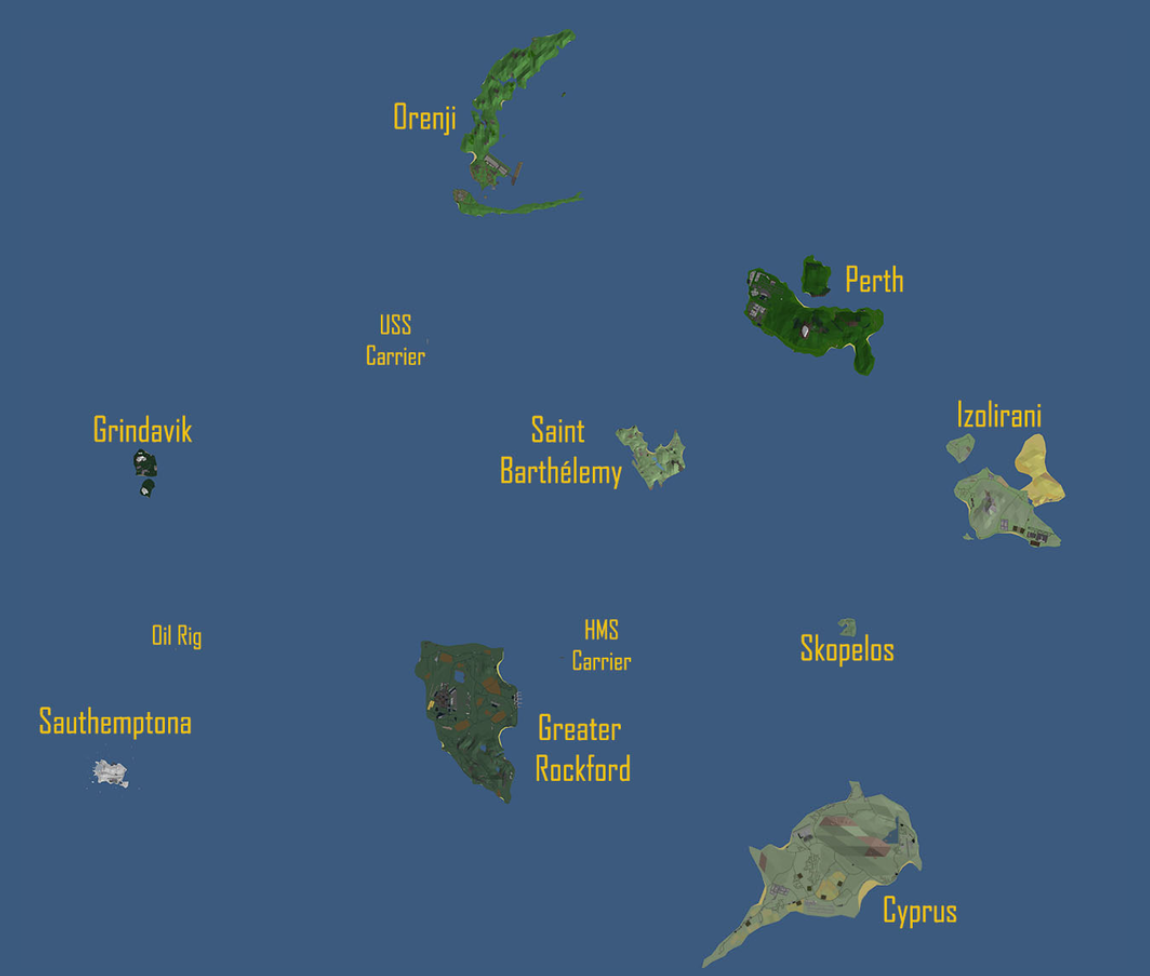 Orenji
Perth
USS
Carrier
Grindavik
Saint
Barthélemy
Izolirani
Oil Rig
HMS
Carrier
Skopelos
Sauthemptona
Greater
Rockford
Cyprus